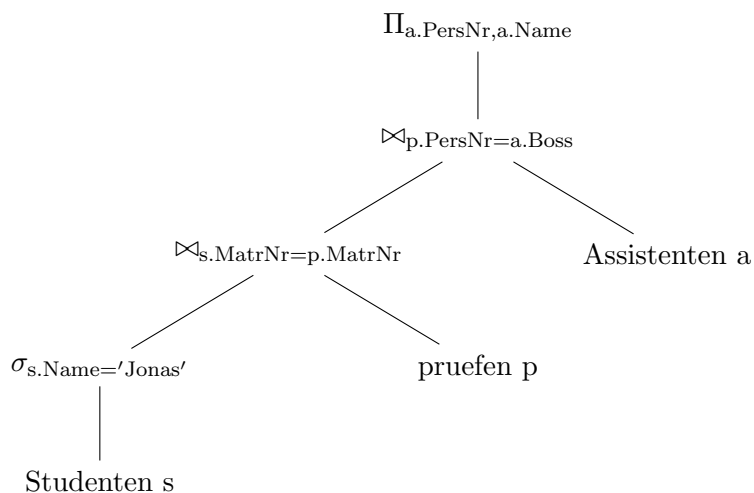 Π a.PersNr,a.Name
⋈ p.PersNr=a.Boss
⋈ s.MatrNr=p.MatrNr
Assistenten a
σ s.Name='Jonas'
pruefen p
Studenten s